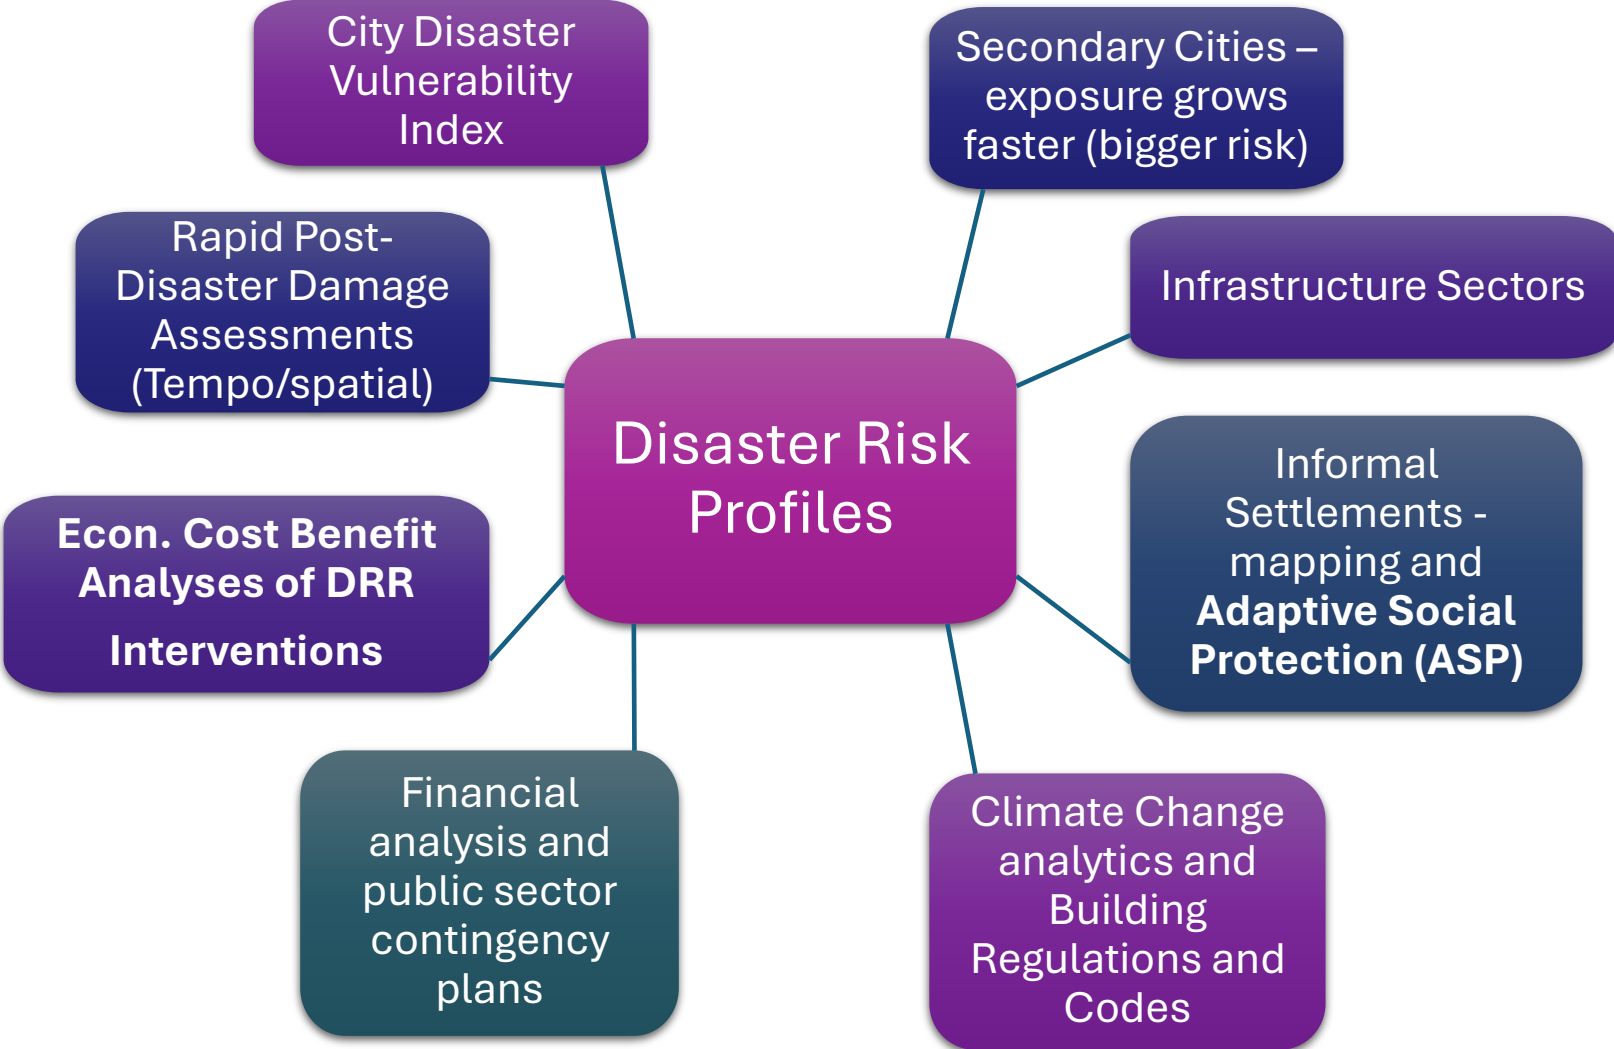 City Disaster
Vulnerability
Index
Secondary Cities –
exposure grows
faster (bigger risk)
Rapid Post-
Disaster Damage
Assessments
(Tempo/spatial)
Infrastructure Sectors
Disaster Risk
Profiles
Econ. Cost Benefit
Analyses of DRR
Interventions
Informal
Settlements -
mapping and
Adaptive Social
Protection (ASP)
Financial
analysis and
public sector
contingency
plans
Climate Change
analytics and
Building
Regulations and
Codes